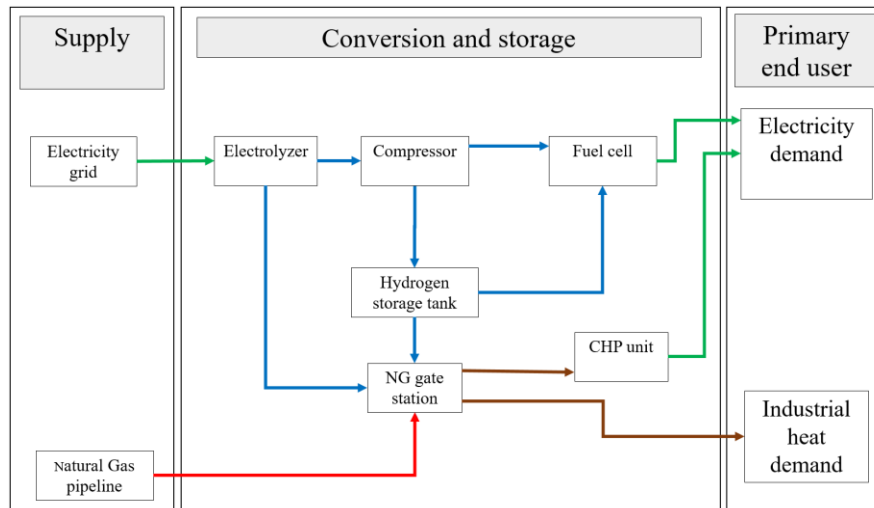 Supply
Conversion and storage
Primary
end user
Electricity
grid
Electrolyzer
Compressor
Fuel cell
Electricity
demand
Hydrogen
storage tank
CHP unit
NG gate
station
Industrial
heat
demand
Natural Gas
pipeline